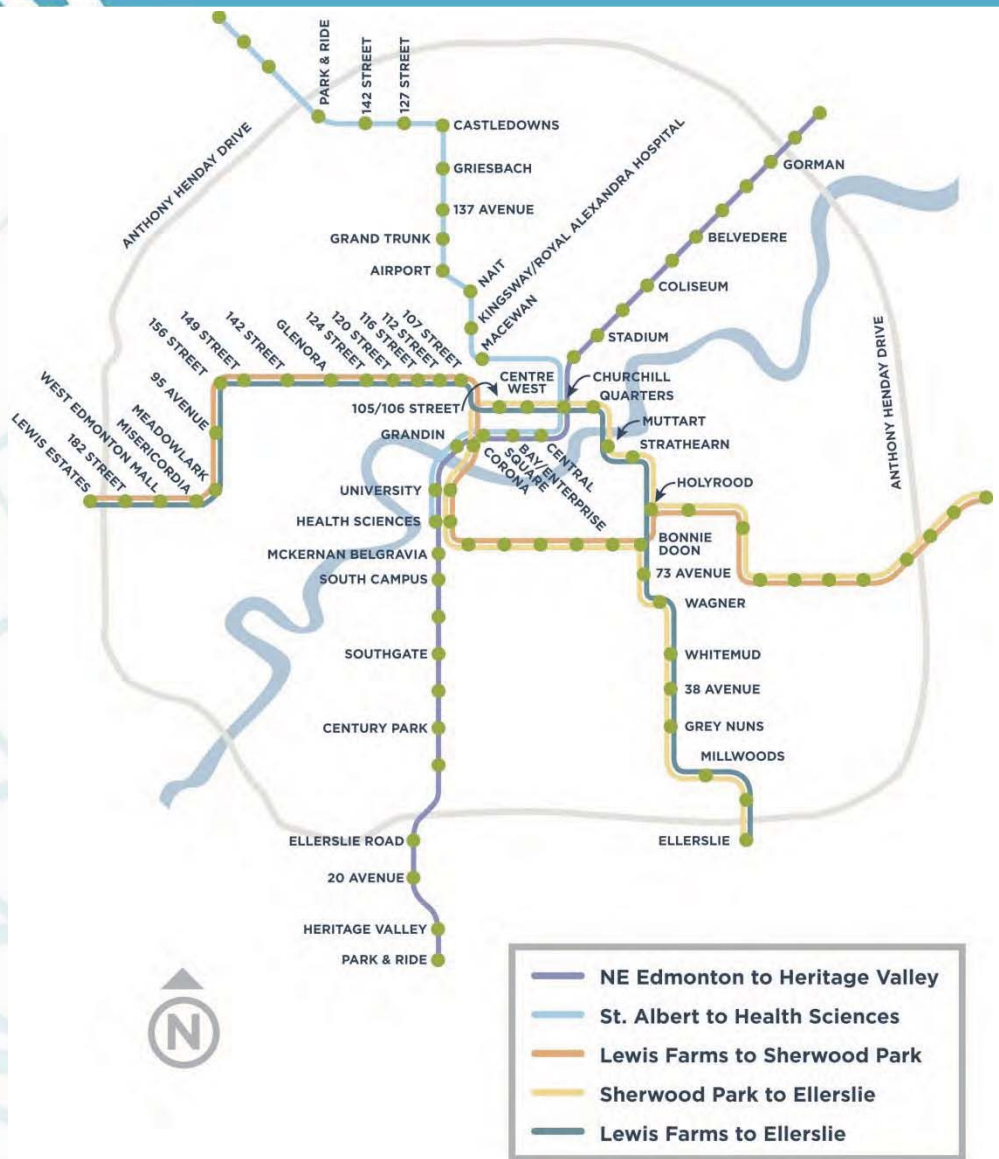 PARK & RIDE
142 STREET
127 STREET
CASTLEDOWNS
GRIESBACH
137 AVENUE
GRAND TRUNK
AIRPORT
NAIT
KINGSWAY/ROYAL ALEXANDRA HOSPITAL
MACEWAN
ANTHONY HENDAY DRIVE
GORMAN
BELVEDERE
COLISEUM
STADIUM
ANTHONY HENDAY DRIVE
LEWIS ESTATES
182 STREET
WEST EDMONTON MALL
MISERICORDIA
MEADOWLARK
95 AVENUE
156 STREET
149 STREET
142 STREET
GLENORA
124 STREET
120 STREET
116 STREET
112 STREET
107 STREET
105/106 STREET
CENTRE
WEST
CHURCHILL
QUARTERS
MUTTART
STRATHEARN
HOLYROOD
GRANDIN
CORONA
BAY/ENTERPRISE
SQUARE
CENTRAL
UNIVERSITY
HEALTH SCIENCES
MCKERNAN BELGRAVIA
SOUTH CAMPUS
SOUTHGATE
CENTURY PARK
ELLERSLIE ROAD
20 AVENUE
HERITAGE VALLEY
PARK & RIDE
BONNIE
DOON
73 AVENUE
WAGNER
WHITEMUD
38 AVENUE
GREY NUNS
MILLWOODS
ELLERSLIE
N
NE Edmonton to Heritage Valley
St. Albert to Health Sciences
Lewis Farms to Sherwood Park
Sherwood Park to Ellerslie
Lewis Farms to Ellerslie